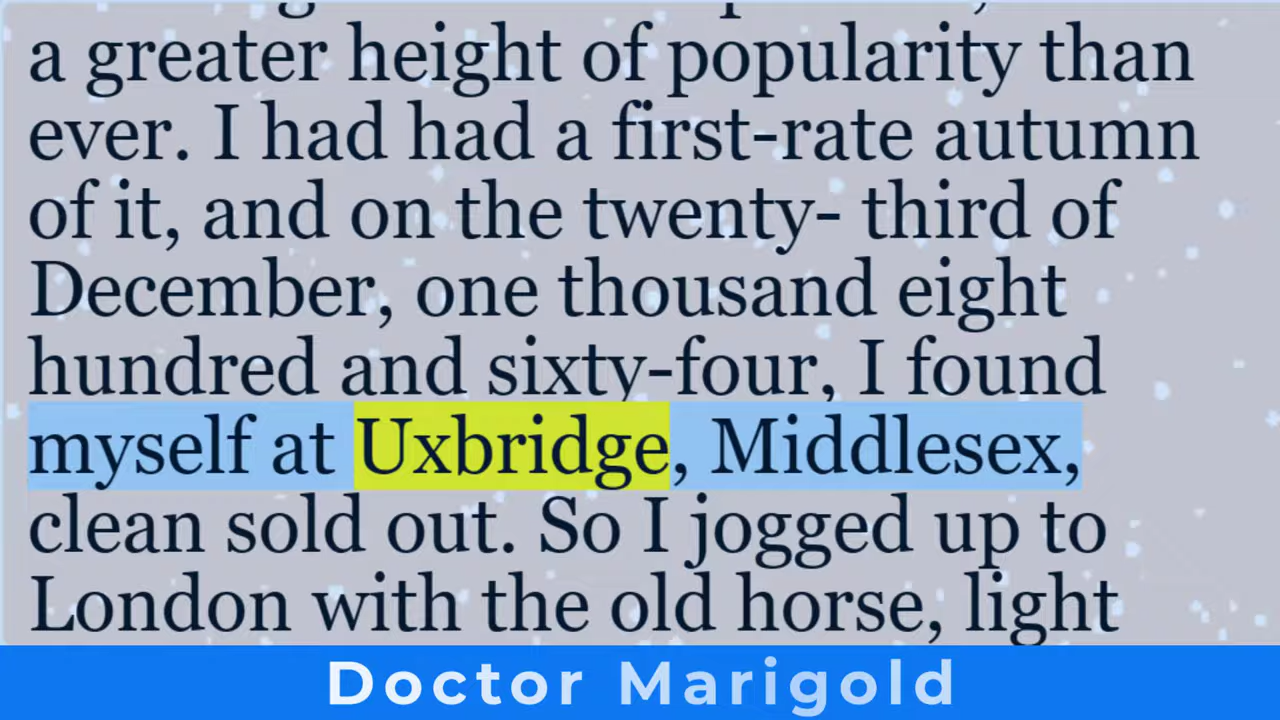 a greater height of popularity than
ever. I had had a first-rate autumn
of it, and on the twenty- third of
December, one thousand eight
hundred and sixty-four, I found
myself at Uxbridge, Middlesex,
clean sold out. So I jogged up to
London with the old horse, light
Doctor Marigold